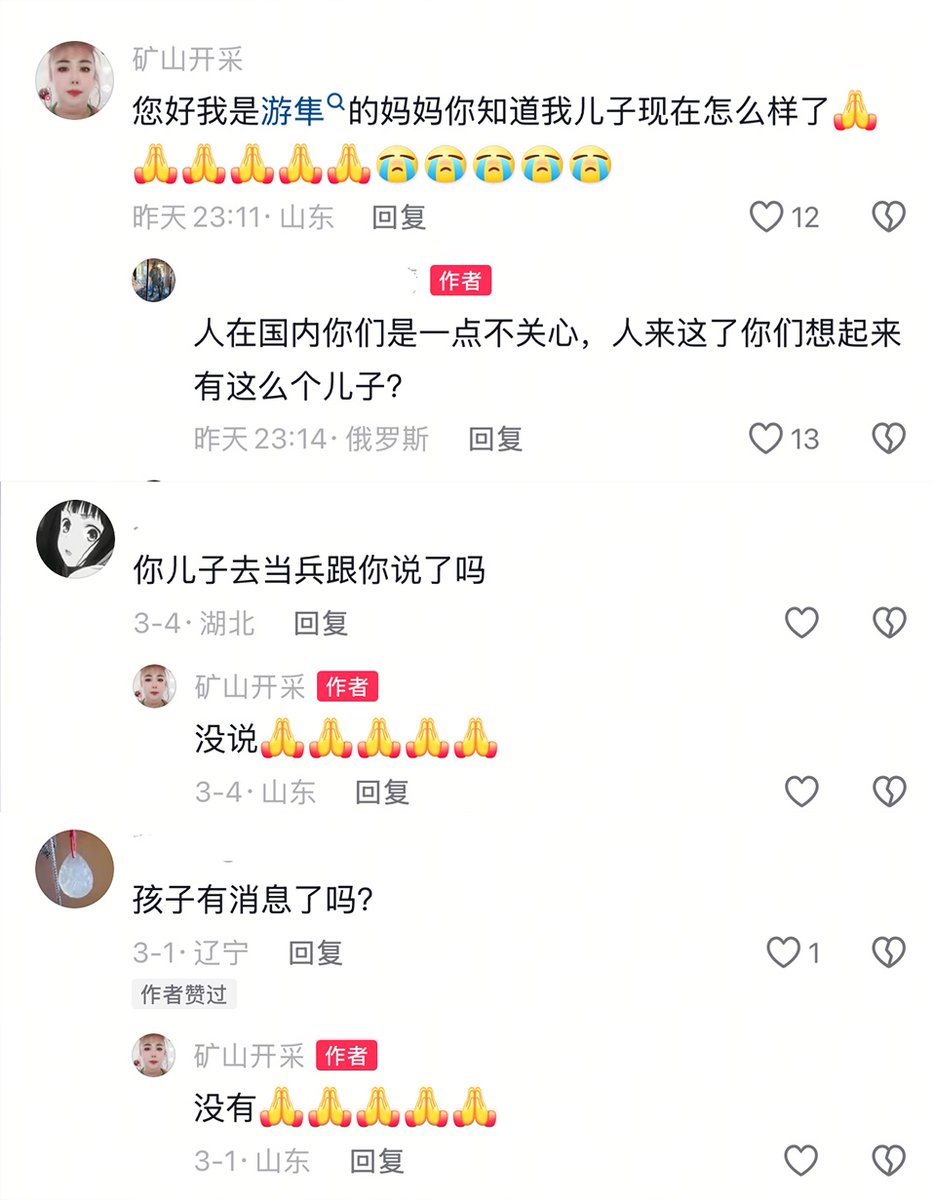 矿山开采
您好我是游隼的妈妈你知道我儿子现在怎么样了🙏
🙏🙏🙏🙏🙏😭😭😭😭😭
昨天 23:11 · 山东 回复 12
作者
人在国内你们是一点不关心，人来这了你们想起来
有这么个儿子?
昨天 23:14 · 俄罗斯 回复 13
你儿子去当兵跟你说了吗
3-4 · 湖北 回复
矿山开采 作者
没说🙏🙏🙏🙏🙏
3-4 · 山东 回复
孩子有消息了吗?
3-1 · 辽宁 回复 1
作者赞过
矿山开采 作者
没有🙏🙏🙏🙏🙏
3-1 · 山东 回复